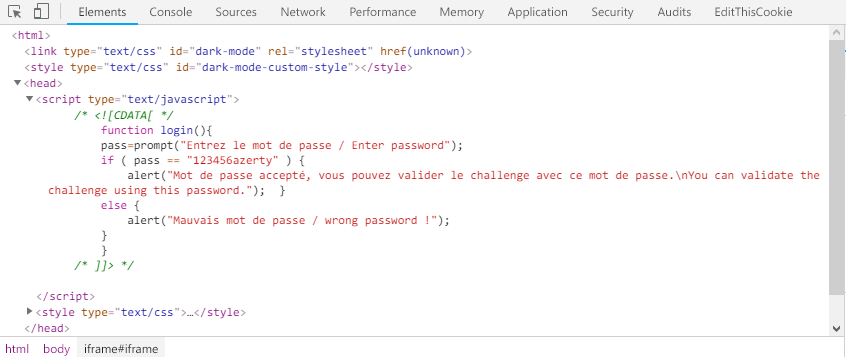 Elements Console Sources Network Performance Memory Application Security Audits EditThisCookie
<html>
<link type="text/css" id="dark-mode" rel="stylesheet" href(unknown)>
<style type="text/css" id="dark-mode-custom-style"></style>
▼<head>
▼<script type="text/javascript">
/* <![CDATA[ */
function login(){
pass=prompt("Entrez le mot de passe / Enter password");
if ( pass == "123456azerty" ) {
alert("Mot de passe accepté, vous pouvez valider le challenge avec ce mot de passe.\nYou can validate the
challenge using this password."); }
else {
alert("Mauvais mot de passe / wrong password !");
}
}
/* ]]> */
</script>
▶<style type="text/css">…</style>
</head>
html body iframe#iframe